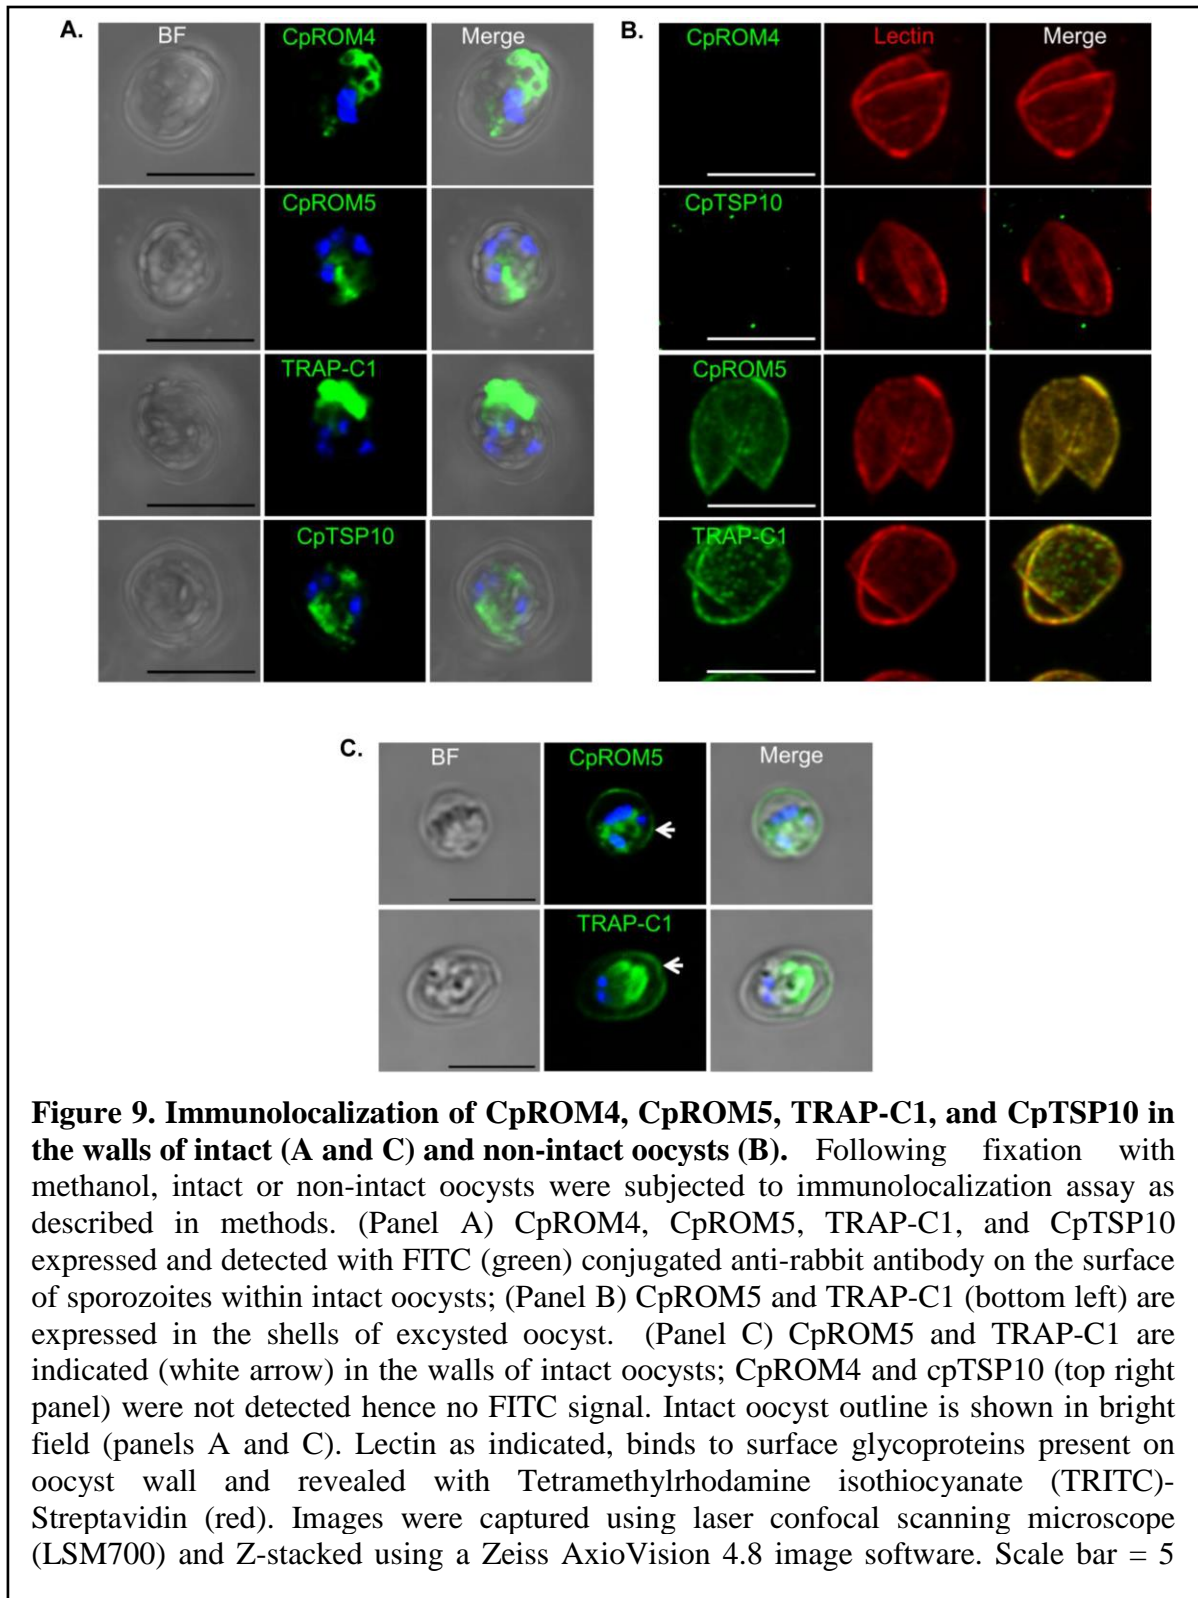 A.
BF CpROM4 Merge
CpROM5
TRAP-C1
CpTSP10
B.
CpROM4 Lectin Merge
CpTSP10
CpROM5
TRAP-C1
C.
BF CpROM5 Merge
TRAP-C1
Figure 9. Immunolocalization of CpROM4, CpROM5, TRAP-C1, and CpTSP10 in
the walls of intact (A and C) and non-intact oocysts (B). Following fixation with
methanol, intact or non-intact oocysts were subjected to immunolocalization assay as
described in methods. (Panel A) CpROM4, CpROM5, TRAP-C1, and CpTSP10
expressed and detected with FITC (green) conjugated anti-rabbit antibody on the surface
of sporozoites within intact oocysts; (Panel B) CpROM5 and TRAP-C1 (bottom left) are
expressed in the shells of excysted oocyst. (Panel C) CpROM5 and TRAP-C1 are
indicated (white arrow) in the walls of intact oocysts; CpROM4 and cpTSP10 (top right
panel) were not detected hence no FITC signal. Intact oocyst outline is shown in bright
field (panels A and C). Lectin as indicated, binds to surface glycoproteins present on
oocyst wall and revealed with Tetramethylrhodamine isothiocyanate (TRITC)-
Streptavidin (red). Images were captured using laser confocal scanning microscope
(LSM700) and Z-stacked using a Zeiss AxioVision 4.8 image software. Scale bar = 5